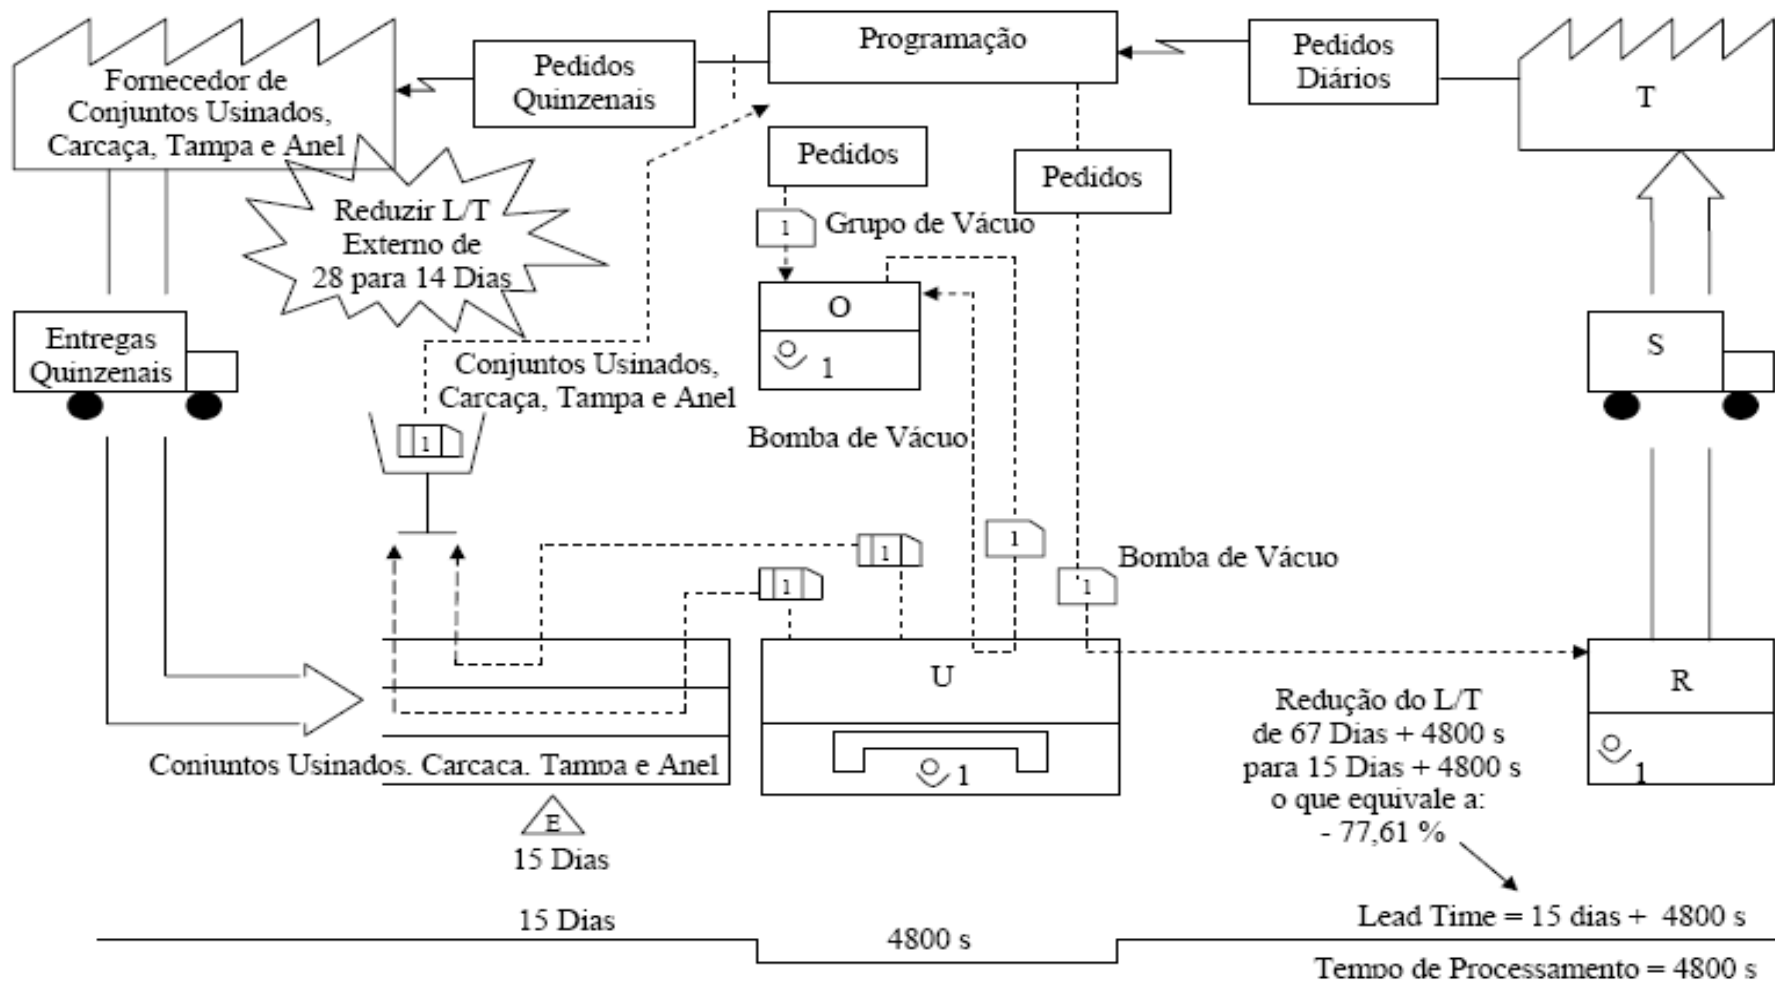 Fornecedor de
Conjuntos Usinados,
Carcaça, Tampa e Anel
Pedidos
Quinzenais
Programação
Pedidos
Diários
T
Reduzir L/T
Externo de
28 para 14 Dias
Pedidos
Pedidos
1
Grupo de Vácuo
O
1
Entregas
Quinzenais
Conjuntos Usinados,
Carcaça, Tampa e Anel
1
Bomba de Vácuo
S
1
1
1
Bomba de Vácuo
1
U
1
R
1
Conjuntos Usinados. Carcaca. Tampa e Anel
E
15 Dias
Redução do L/T
de 67 Dias + 4800 s
para 15 Dias + 4800 s
o que equivale a:
- 77,61 %
15 Dias
4800 s
Lead Time = 15 dias + 4800 s
Tempo de Processamento = 4800 s